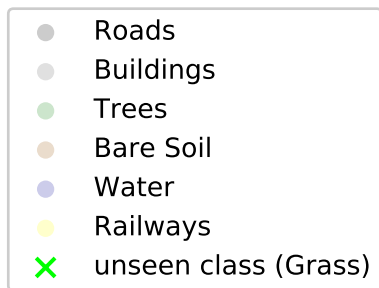 Roads
Buildings
Trees
Bare Soil
Water
Railways
unseen class (Grass)